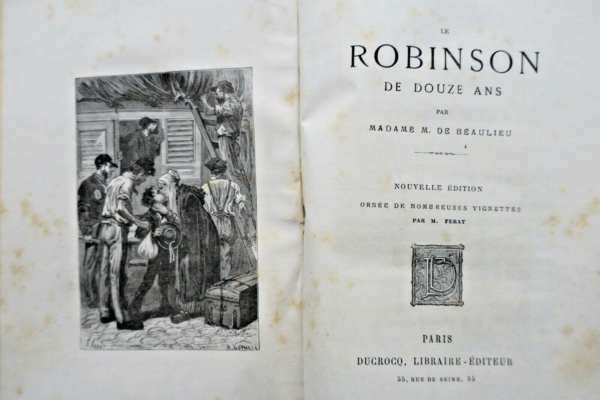 LE
ROBINSON
DE DOUZE ANS
PAR
MADAME M. DE BEAULIEU
NOUVELLE ÉDITION
ORNÉE DE NOMBREUSES VIGNETTES
PAR M. FERAT
D
PARIS
DUCROCQ, LIBRAIRE-ÉDITEUR
55, RUE DE SEINE, 55